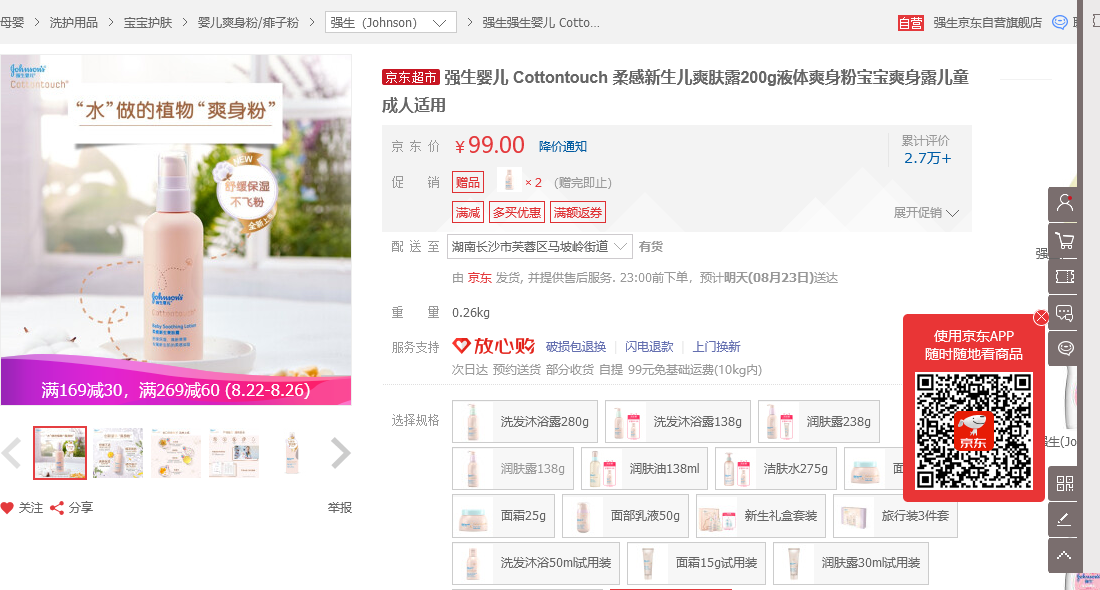 母婴 > 洗护用品 > 宝宝护肤 > 婴儿爽身粉/痱子粉 > 强生（Johnson） > 强生强生婴儿 Cotto...
自营 强生京东自营旗舰店
Johnson's
强生婴儿
Cottontouch
“水”做的植物“爽身粉”
NEW
舒缓保湿
不飞粉
全新
Johnson's
强生婴儿
Cottontouch
Baby Soothing Lotion
满169减30，满269减60 (8.22-8.26)
关注 分享 举报
京东超市 强生婴儿 Cottontouch 柔感新生儿爽肤露200g液体爽身粉宝宝爽身露儿童
成人适用
京东价 ￥99.00 降价通知
累计评价
2.7万+
促销 赠品 × 2 （赠完即止）
满减 多买优惠 满额返券
展开促销
配送至 湖南长沙市芙蓉区马坡岭街道 有货
由 京东 发货, 并提供售后服务. 23:00前下单，预计明天(08月23日)送达
重量 0.26kg
服务支持 放心购 破损包退换 | 闪电退款 | 上门换新
次日达 预约送货 部分收货 自提 99元免基础运费(10kg内)
选择规格
洗发沐浴露280g 洗发沐浴露138g 润肤露238g
润肤露138g 润肤油138ml 洁肤水275g 面
面霜25g 面部乳液50g 新生礼盒套装 旅行装3件套
洗发沐浴50ml试用装 面霜15g试用装 润肤露30ml试用装
使用京东APP
随时随地看商品
京东
强
强生(Jo
Johnson's